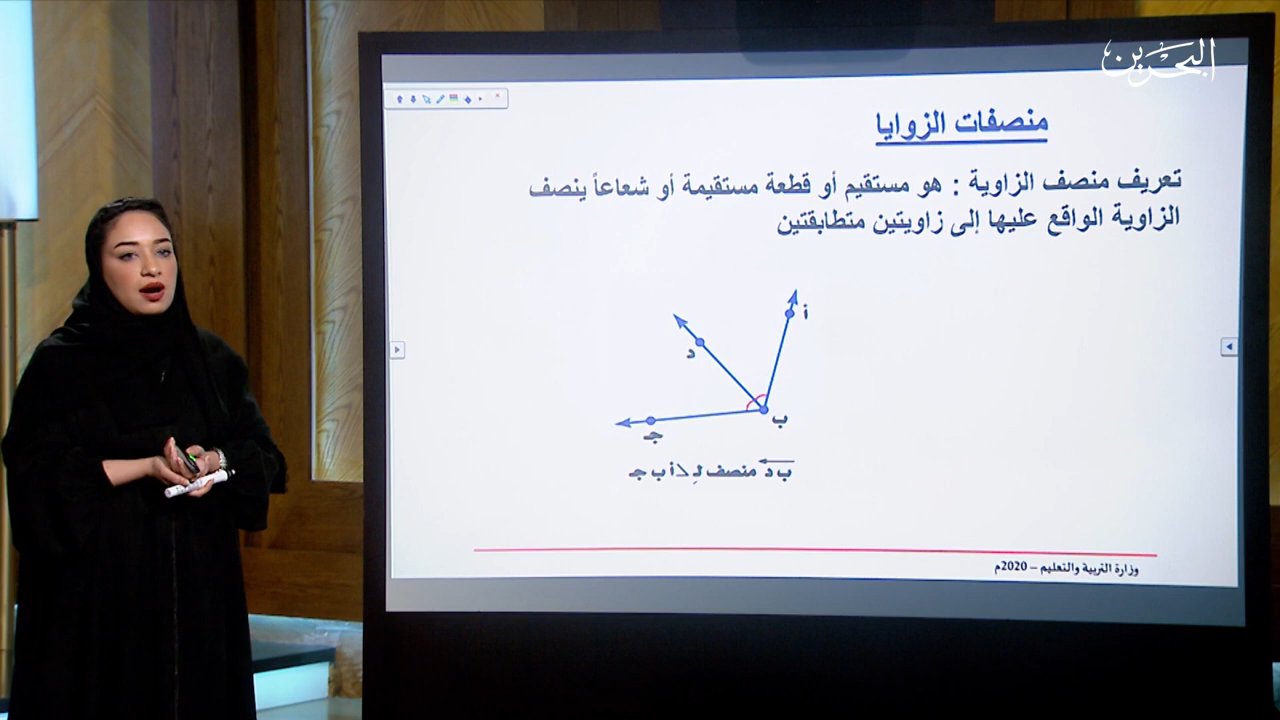 البحرين
منصفات الزوايا
تعريف منصف الزاوية : هو مستقيم أو قطعة مستقيمة أو شعاعاً ينصف
الزاوية الواقع عليها إلى زاويتين متطابقتين
أ
د
ب
جـ
ب د منصف لـِ ∠أ ب جـ
وزارة التربية والتعليم – 2020م